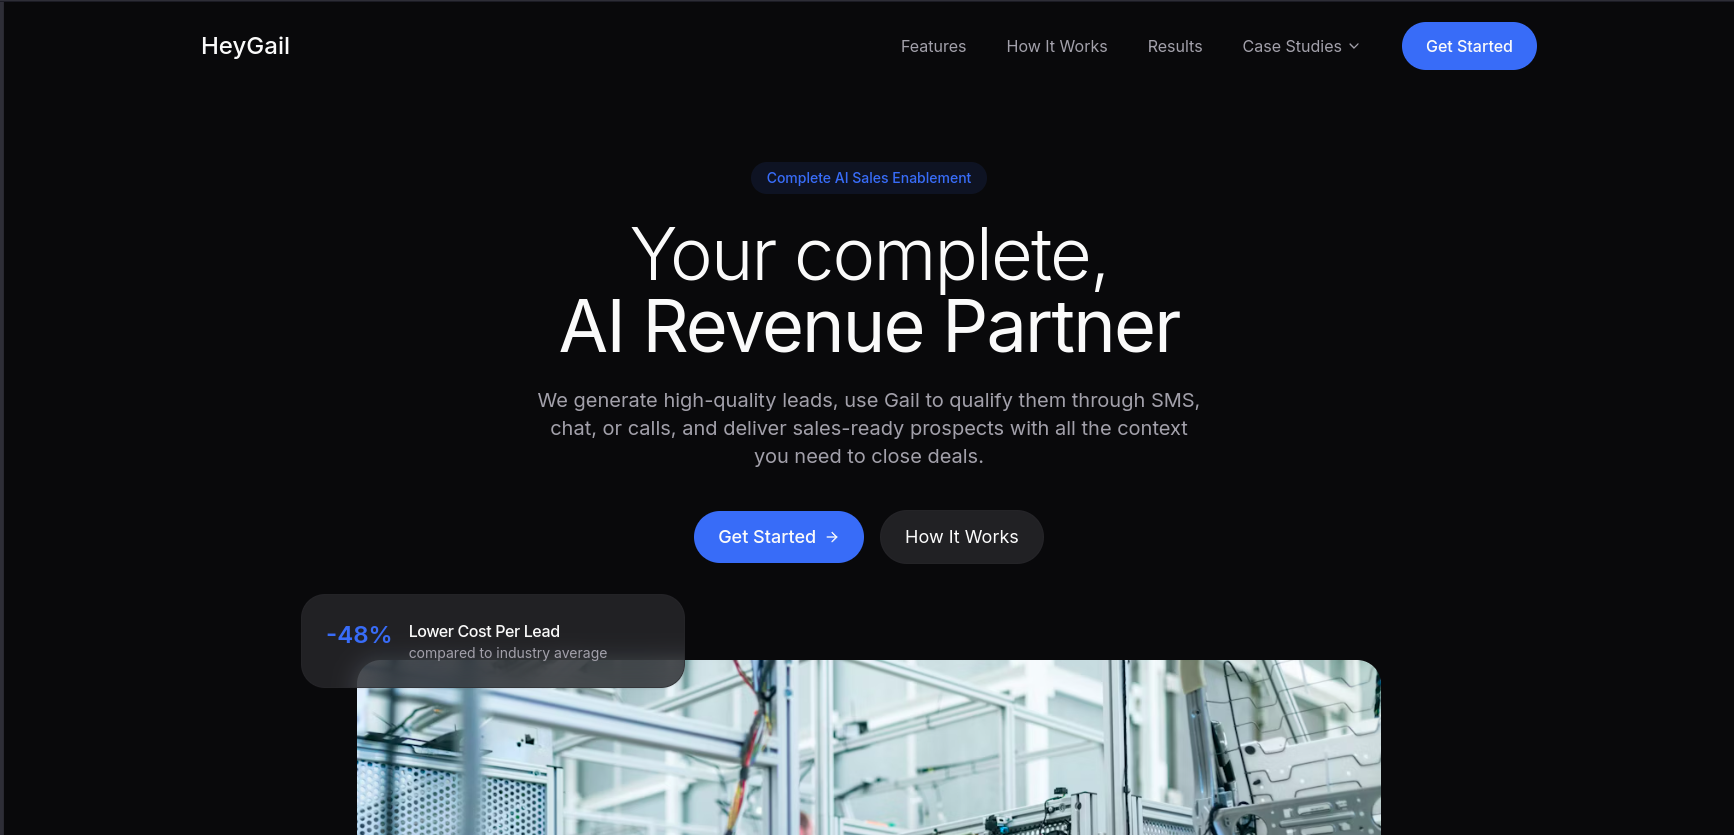 HeyGail
Features
How It Works
Results
Case Studies
Get Started
Complete AI Sales Enablement
Your complete,
AI Revenue Partner
We generate high-quality leads, use Gail to qualify them through SMS,
chat, or calls, and deliver sales-ready prospects with all the context
you need to close deals.
Get Started →
How It Works
-48%
Lower Cost Per Lead
compared to industry average